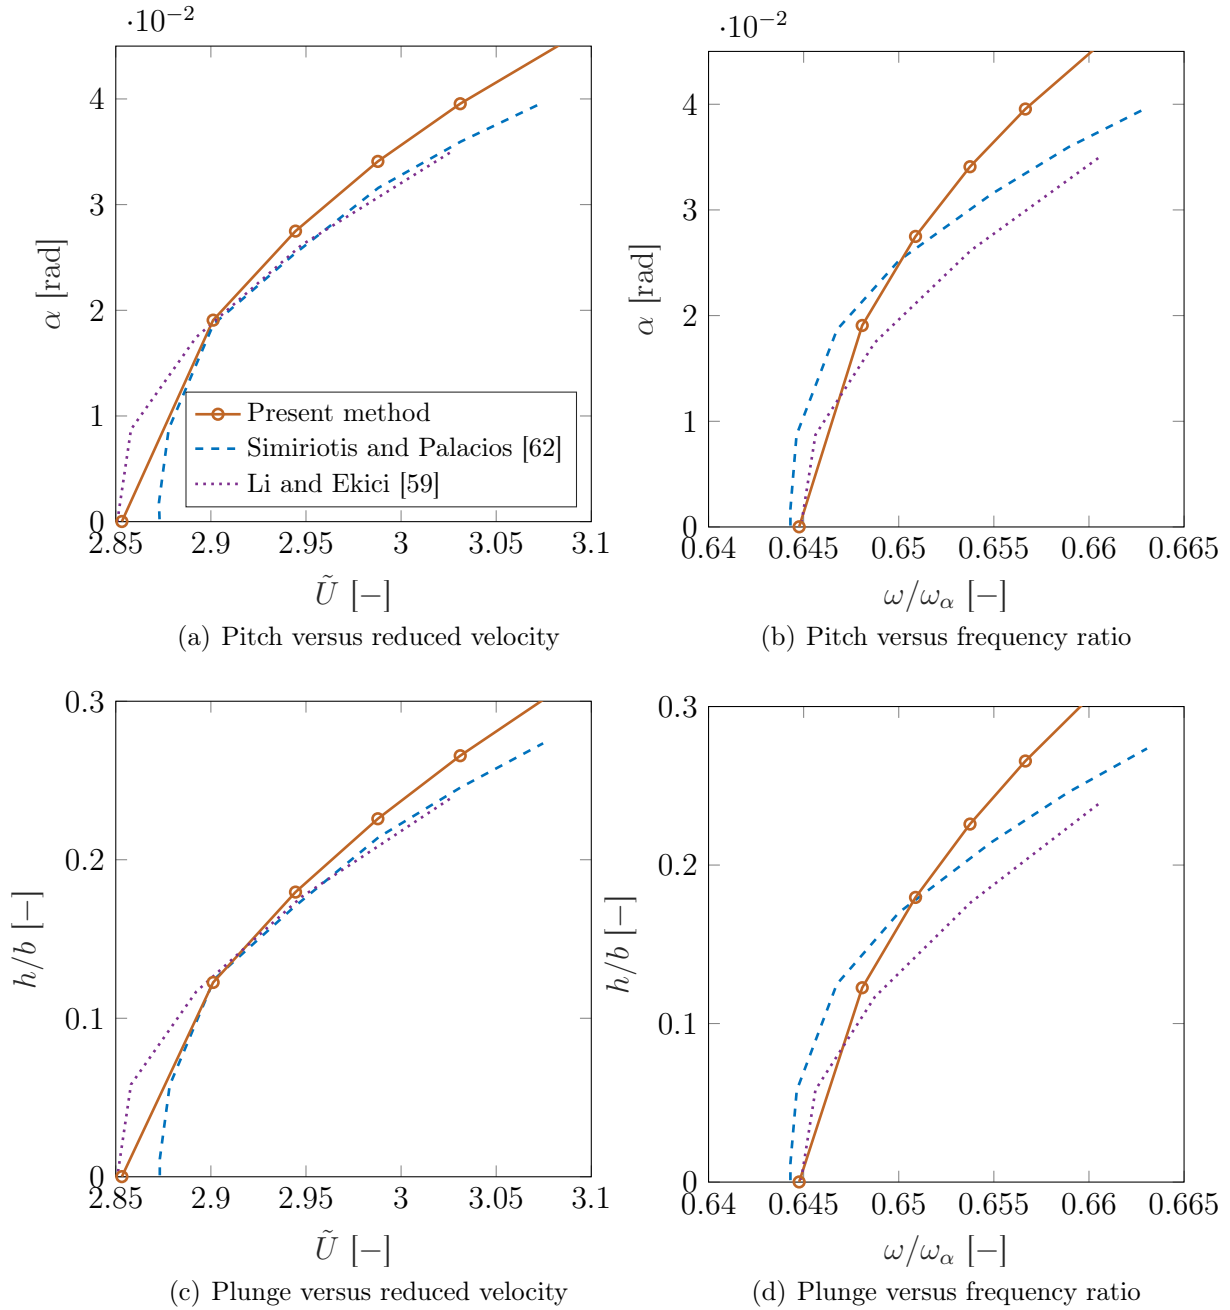 ·10−2
4
3
2
1
0
α [rad]
Present method
Simiriotis and Palacios [62]
Li and Ekici [59]
2.85 2.9 2.95 3 3.05 3.1
Ũ [−]
(a) Pitch versus reduced velocity
·10−2
4
3
2
1
0
α [rad]
0.64 0.645 0.65 0.655 0.66 0.665
ω/ωα [−]
(b) Pitch versus frequency ratio
0.3
0.2
0.1
0
h/b [−]
2.85 2.9 2.95 3 3.05 3.1
Ũ [−]
(c) Plunge versus reduced velocity
0.3
0.2
0.1
0
h/b [−]
0.64 0.645 0.65 0.655 0.66 0.665
ω/ωα [−]
(d) Plunge versus frequency ratio